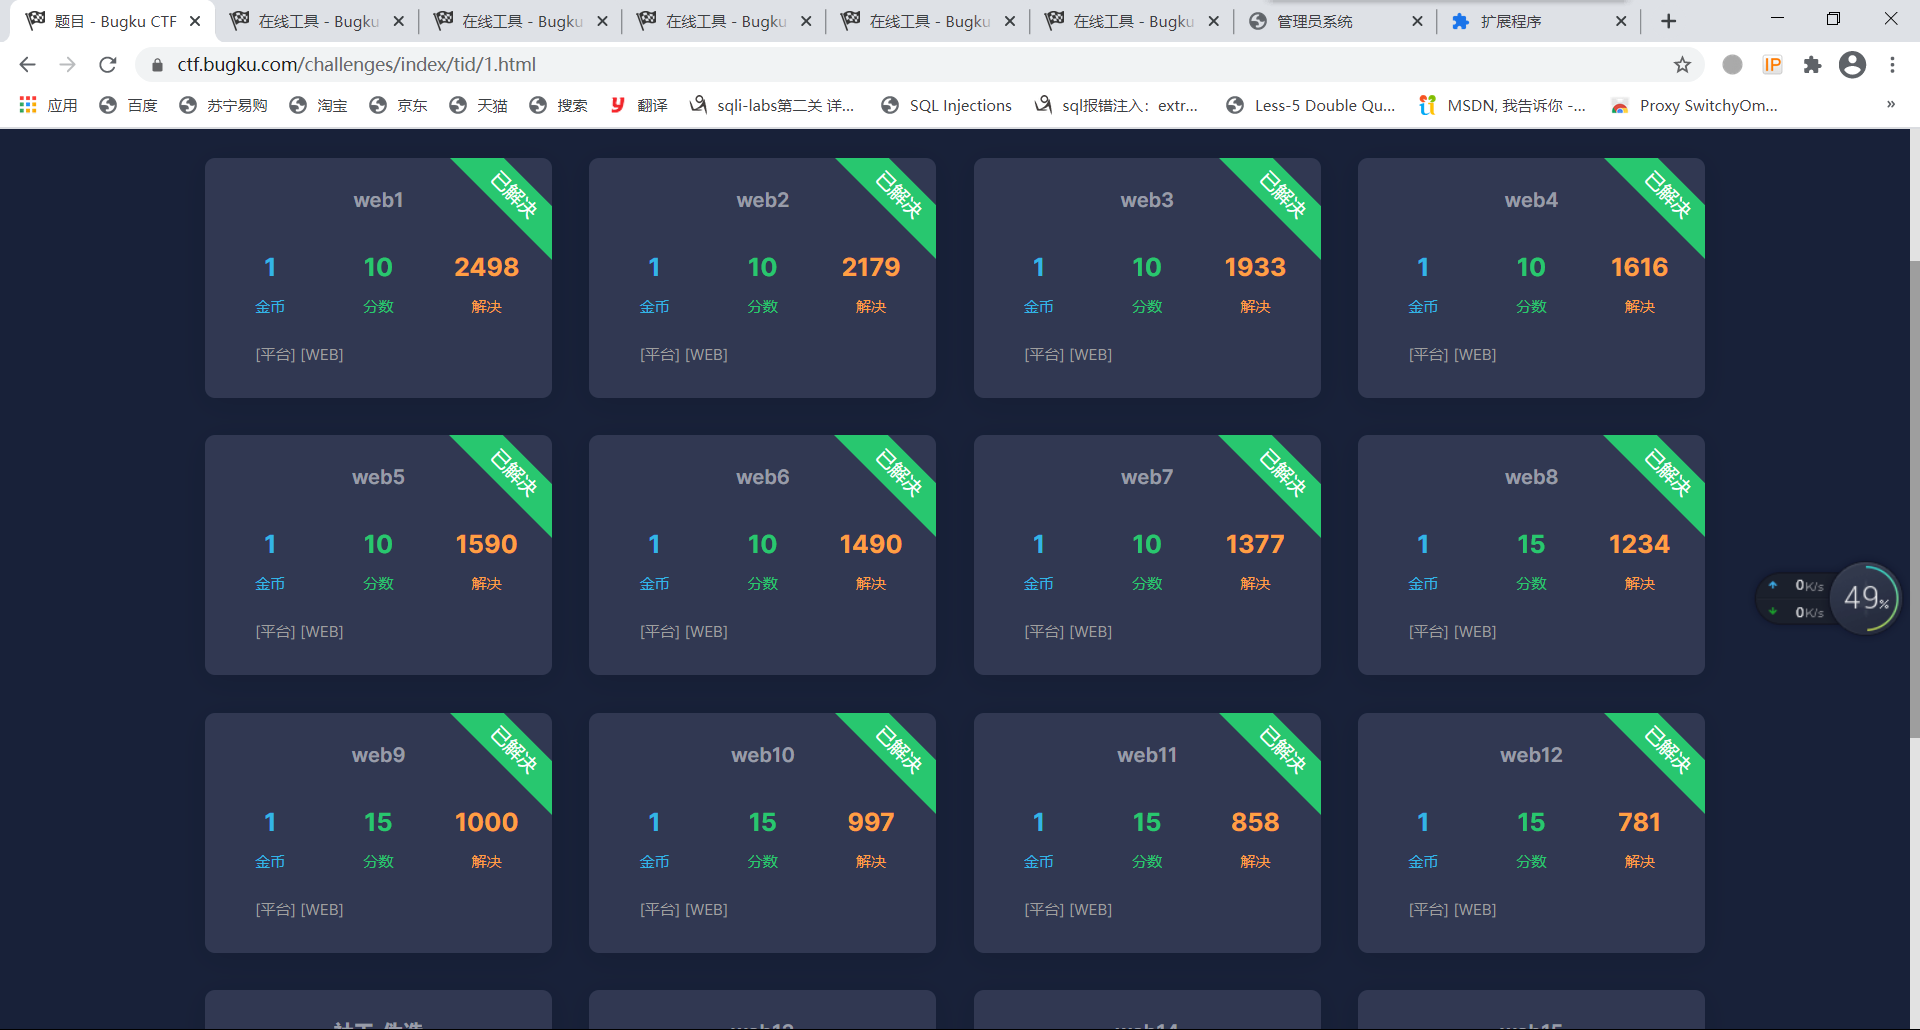 题目 - Bugku CTF
在线工具 - Bugku
在线工具 - Bugku
在线工具 - Bugku
在线工具 - Bugku
在线工具 - Bugku
管理员系统
扩展程序
ctf.bugku.com/challenges/index/tid/1.html
IP
应用 百度 苏宁易购 淘宝 京东 天猫 搜索 翻译 sqli-labs第二关 详... SQL Injections sql报错注入：extr... Less-5 Double Qu... MSDN, 我告诉你 -... Proxy SwitchyOm... »
web1 已解决
1 10 2498
金币 分数 解决
[平台] [WEB]
web2 已解决
1 10 2179
金币 分数 解决
[平台] [WEB]
web3 已解决
1 10 1933
金币 分数 解决
[平台] [WEB]
web4 已解决
1 10 1616
金币 分数 解决
[平台] [WEB]
web5 已解决
1 10 1590
金币 分数 解决
[平台] [WEB]
web6 已解决
1 10 1490
金币 分数 解决
[平台] [WEB]
web7 已解决
1 10 1377
金币 分数 解决
[平台] [WEB]
web8 已解决
1 15 1234
金币 分数 解决
[平台] [WEB]
0K/s
0K/s
49%
web9 已解决
1 15 1000
金币 分数 解决
[平台] [WEB]
web10 已解决
1 15 997
金币 分数 解决
[平台] [WEB]
web11 已解决
1 15 858
金币 分数 解决
[平台] [WEB]
web12 已解决
1 15 781
金币 分数 解决
[平台] [WEB]